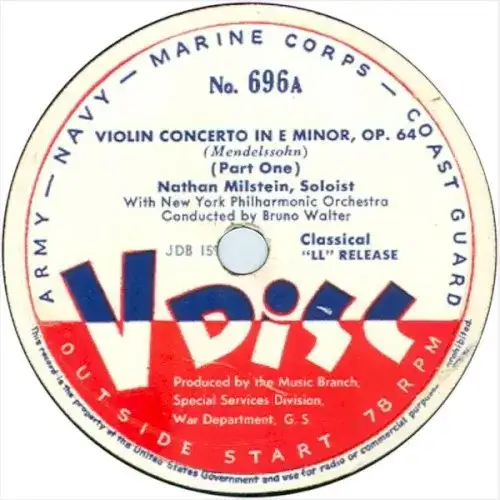 ARMY — NAVY — MARINE CORPS — COAST GUARD
No. 696A
VIOLIN CONCERTO IN E MINOR, OP. 64
(Mendelssohn)
(Part One)
Nathan Milstein, Soloist
With New York Philharmonic Orchestra
Conducted by Bruno Walter
JDB
Classical
"LL" RELEASE
V DISC
Produced by the Music Branch,
Special Services Division,
War Department, G. S.
OUTSIDE START 78 RPM
This record is the property of the United States Government and use for radio or commercial purposes prohibited.